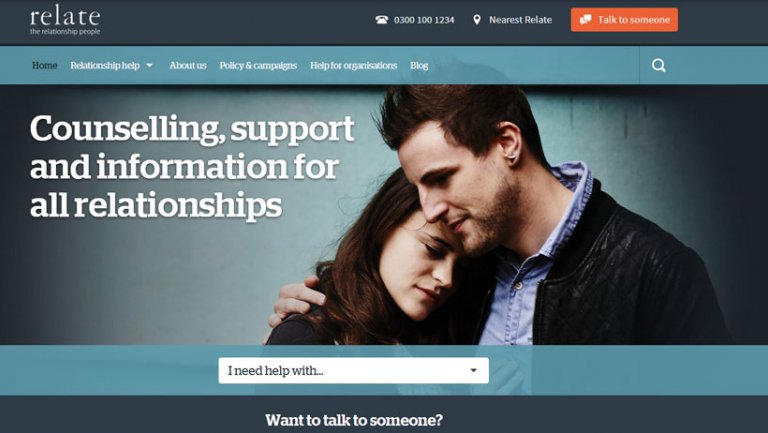 relate
the relationship people
0300 100 1234
Nearest Relate
Talk to someone
Home
Relationship help
About us
Policy & campaigns
Help for organisations
Blog
Counselling, support
and information for
all relationships
I need help with...
Want to talk to someone?